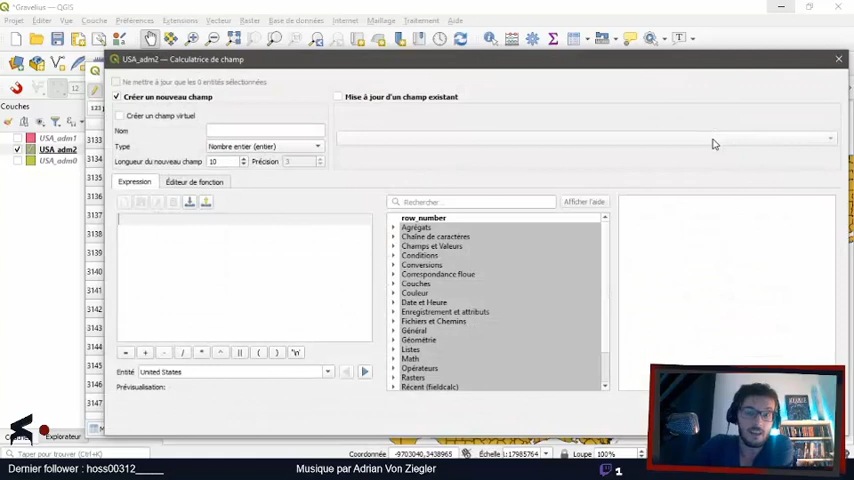 *Gravelius — QGIS
Projet Éditer Vue Couche Préférences Extensions Vecteur Raster Base de données Internet Maillage Traitement Aide
USA_adm2 — Calculatrice de champ
Ne mettre à jour que les 0 entités sélectionnées
Créer un nouveau champ
Mise à jour d'un champ existant
Créer un champ virtuel
Nom
Type Nombre entier (entier)
Longueur du nouveau champ 10 Précision 3
Expression Éditeur de fonction
Rechercher... Afficher l'aide
row_number
Agrégats
Chaîne de caractères
Champs et Valeurs
Conditions
Conversions
Correspondance floue
Couches
Couleur
Date et Heure
Enregistrement et attributs
Fichiers et Chemins
Général
Géométrie
Listes
Math
Opérateurs
Rasters
Récent (fieldcalc)
= + - / * ^ || ( ) '\n'
Entité United States
Prévisualisation:
Couches
USA_adm1
USA_adm2
USA_adm0
12
123
3133
3134
3135
3136
3137
3138
3139
3140
3141
3142
3143
3144
3145
3146
3147
Explorateur
Taper pour trouver (Ctrl+K)
Coordonnée -9703040,3438965 Échelle 1:17985764 Loupe 100%
Dernier follower : hoss00312_____
Musique par Adrian Von Ziegler
1